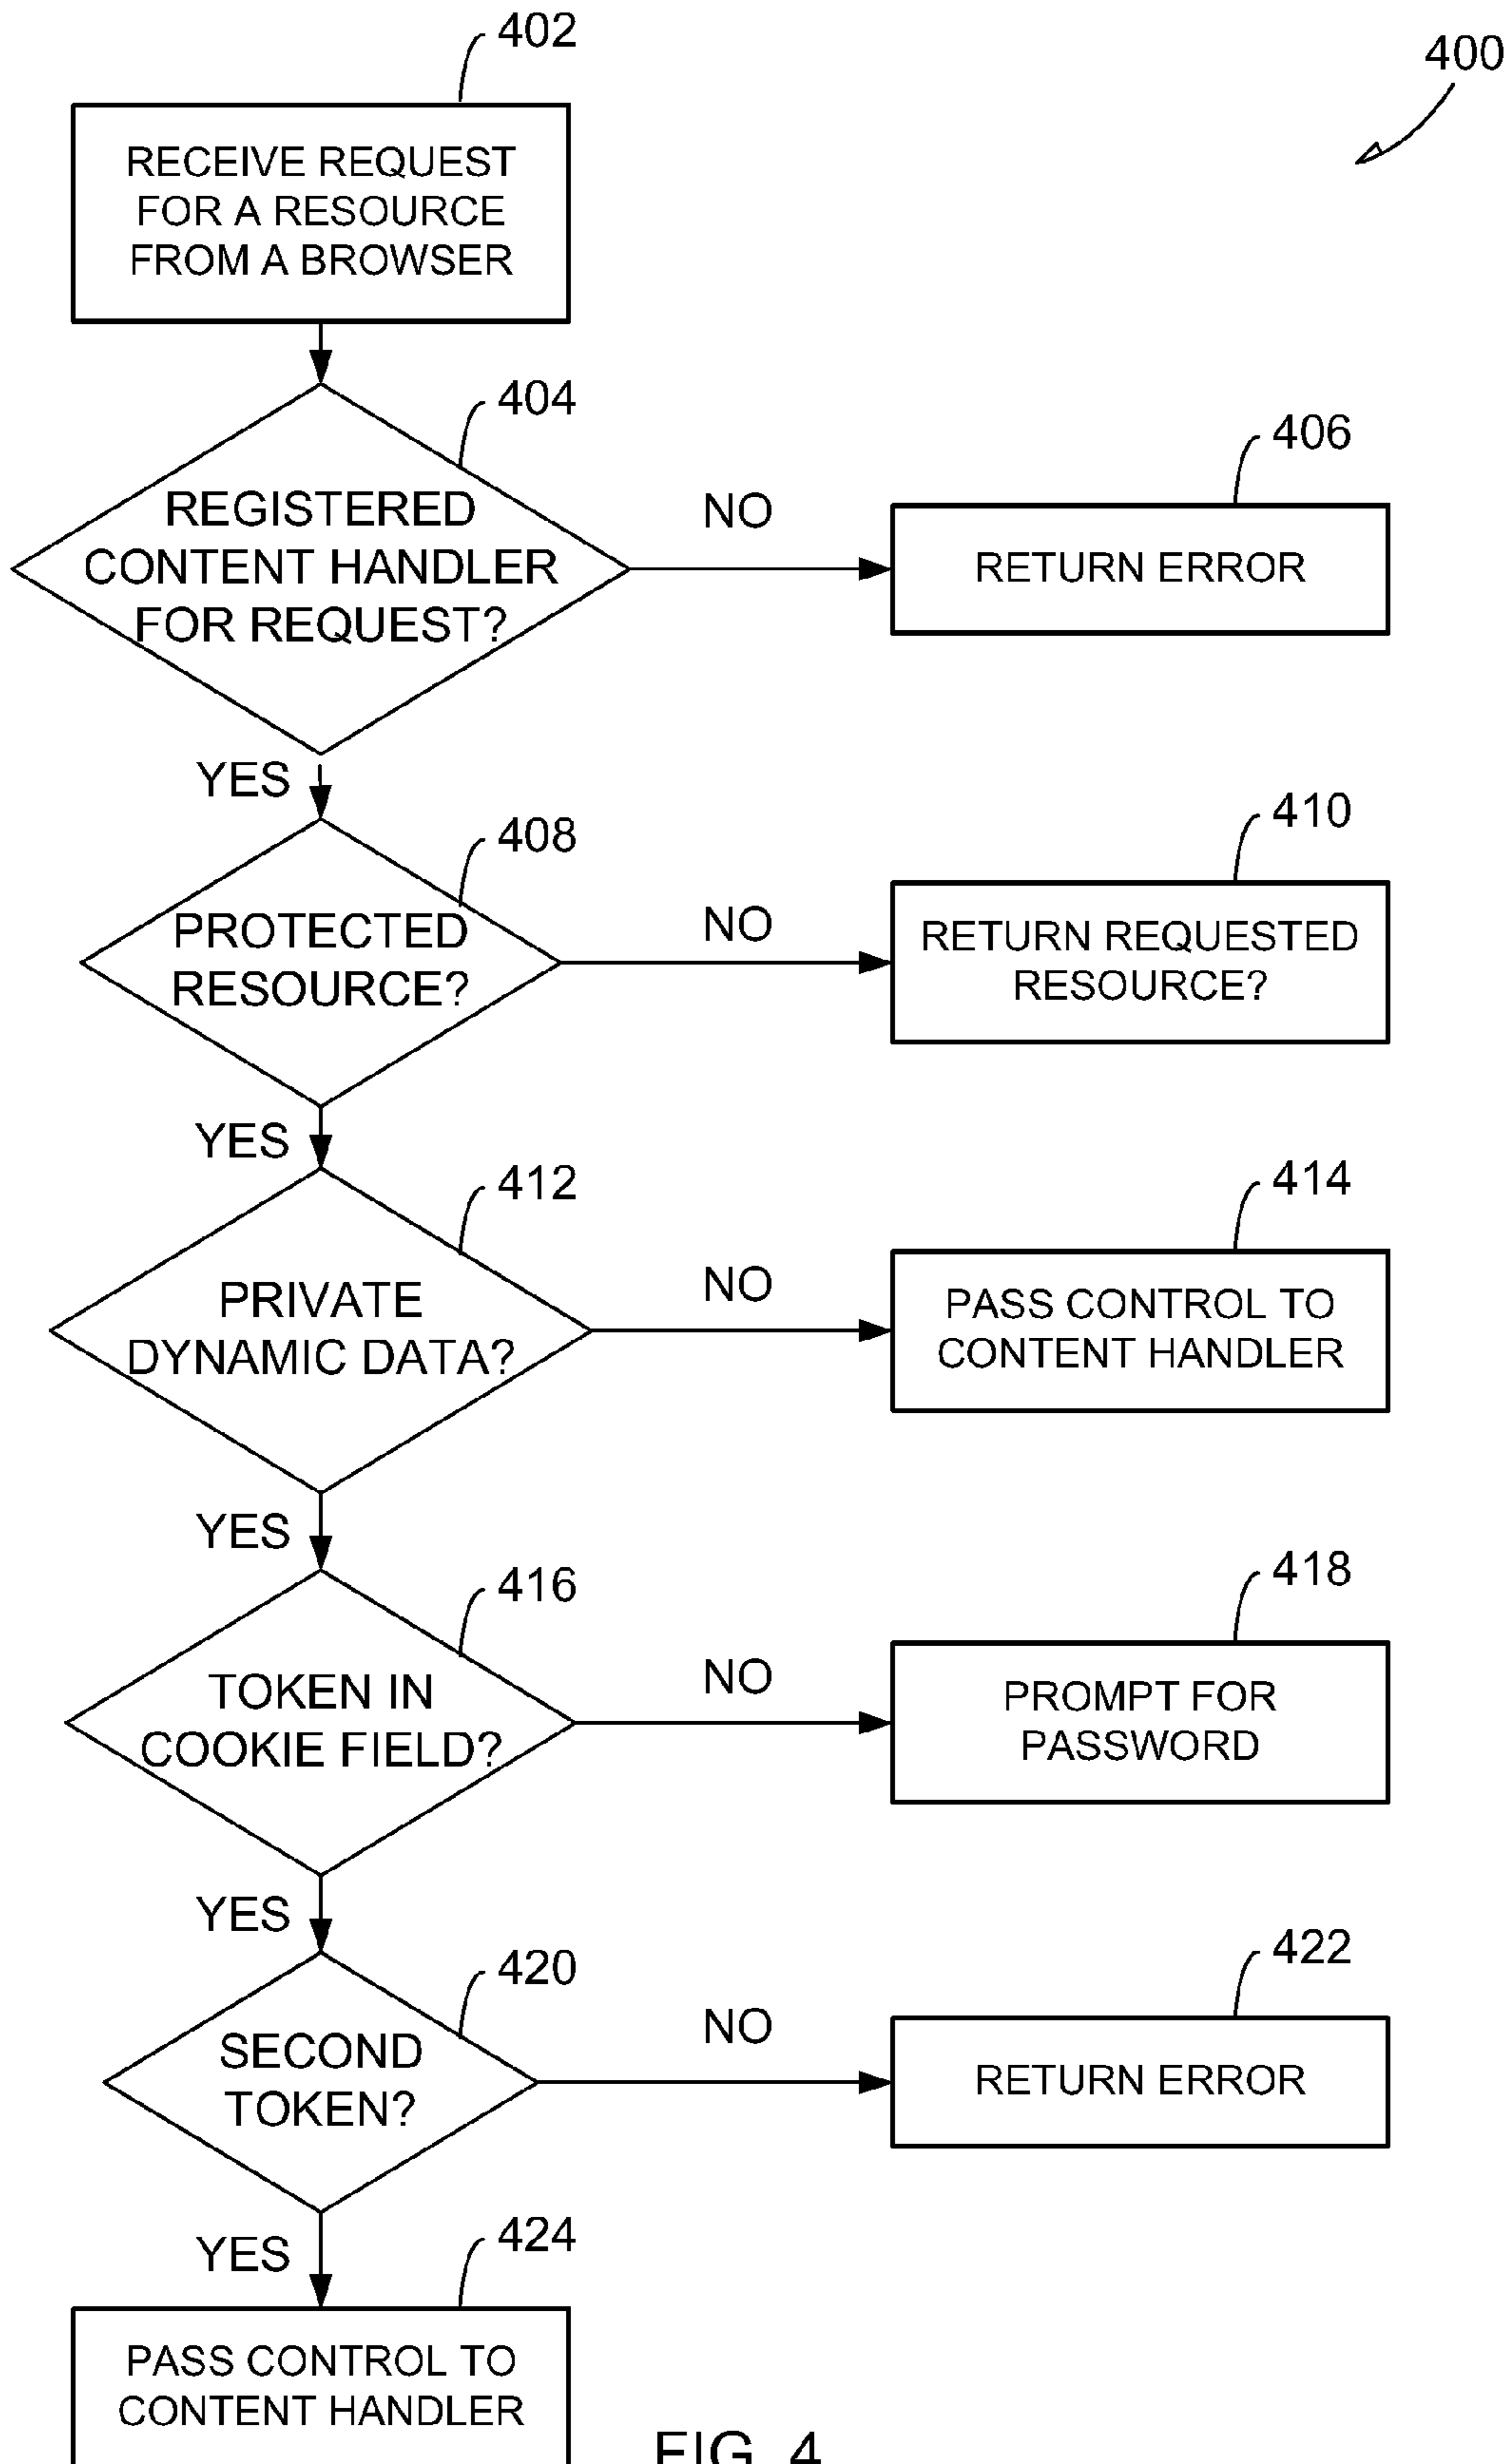 402
400
RECEIVE REQUEST
FOR A RESOURCE
FROM A BROWSER
404
REGISTERED
CONTENT HANDLER
FOR REQUEST?
NO
406
RETURN ERROR
YES
408
PROTECTED
RESOURCE?
NO
410
RETURN REQUESTED
RESOURCE?
YES
412
PRIVATE
DYNAMIC DATA?
NO
414
PASS CONTROL TO
CONTENT HANDLER
YES
416
TOKEN IN
COOKIE FIELD?
NO
418
PROMPT FOR
PASSWORD
YES
420
SECOND
TOKEN?
NO
422
RETURN ERROR
YES
424
PASS CONTROL TO
CONTENT HANDLER
FIG. 4